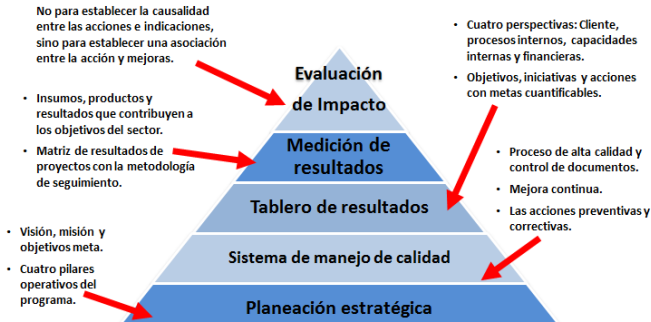 No para establecer la causalidad
entre las acciones e indicaciones,
sino para establecer una asociación
entre la acción y mejoras.
• Cuatro perspectivas: Cliente,
procesos internos, capacidades
internas y financieras.
• Objetivos, iniciativas y acciones
con metas cuantificables.
Evaluación
de Impacto
• Insumos, productos y
resultados que contribuyen a
los objetivos del sector.
• Matriz de resultados de
proyectos con la metodología
de seguimiento.
Medición de
resultados
• Proceso de alta calidad y
control de documentos.
• Mejora continua.
• Las acciones preventivas y
correctivas.
Tablero de resultados
• Visión, misión y
objetivos meta.
• Cuatro pilares
operativos del
programa.
Sistema de manejo de calidad
Planeación estratégica